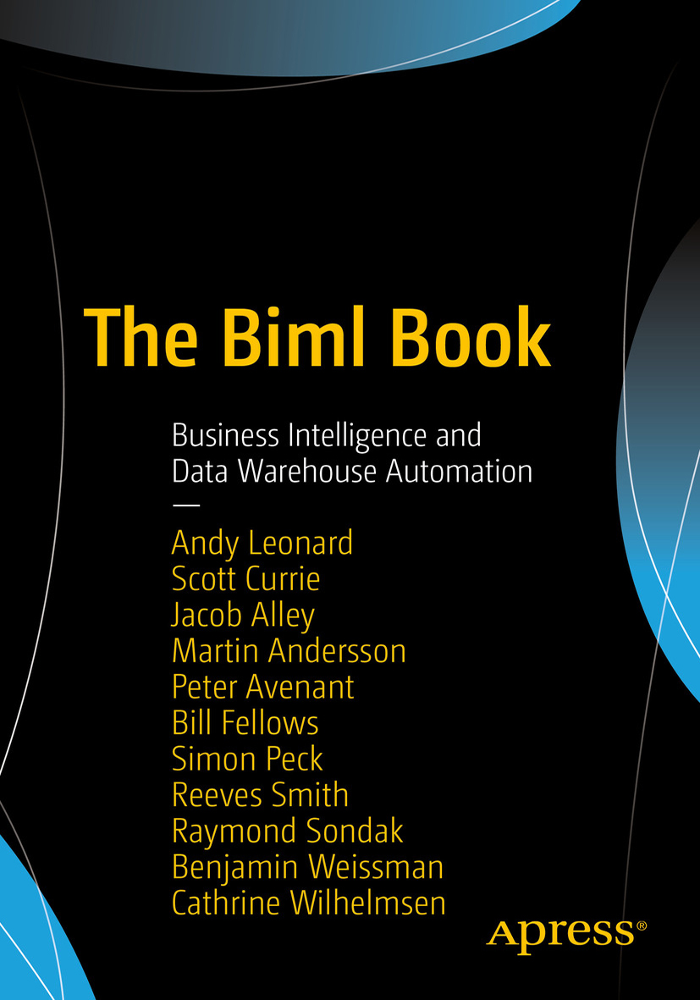 The Biml Book
Business Intelligence and
Data Warehouse Automation
Andy Leonard
Scott Currie
Jacob Alley
Martin Andersson
Peter Avenant
Bill Fellows
Simon Peck
Reeves Smith
Raymond Sondak
Benjamin Weissman
Cathrine Wilhelmsen
Apress®